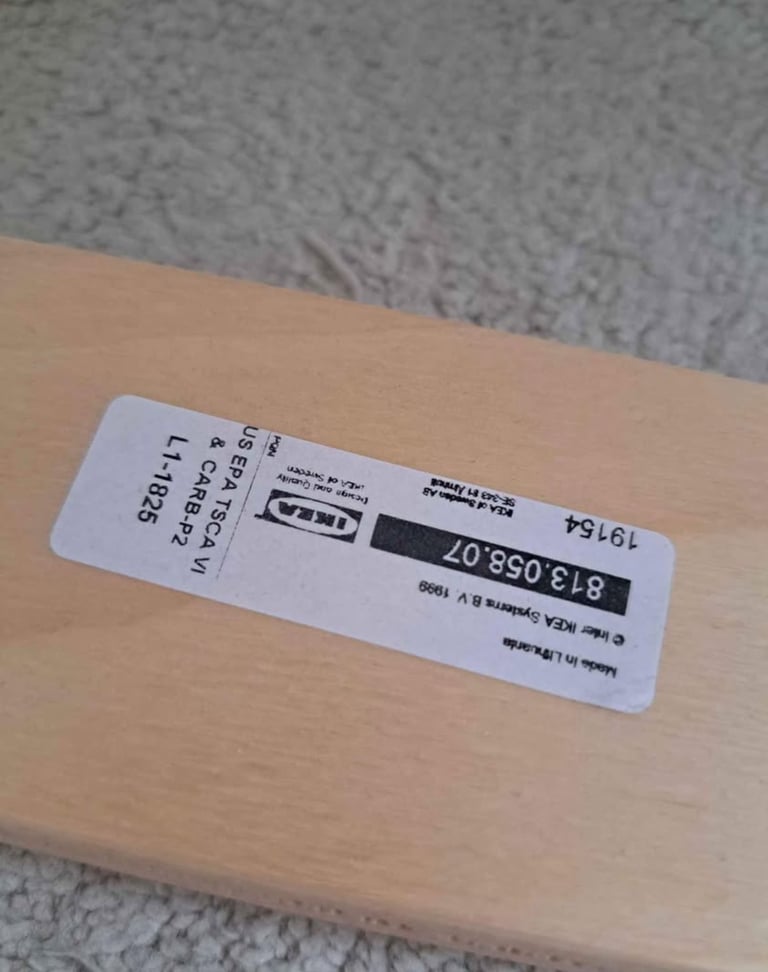 Made in Lithuania
© Inter IKEA Systems B.V. 1999
813.058.07
19154
IKEA of Sweden AB
SE-343 81 Älmhult
IKEA
Design and Quality
IKEA of Sweden
US EPA TSCA VI
& CARB-P2
L1-1825